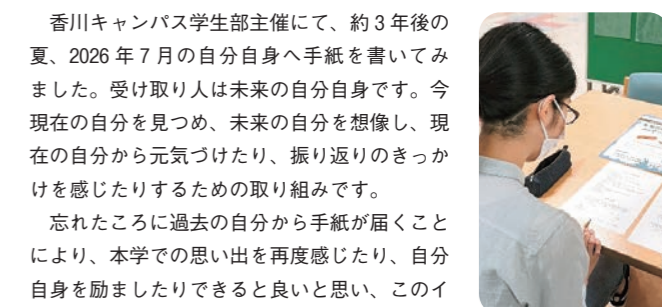 香川キャンパス学生部主催にて、約３年後の
夏、2026 年７月の自分自身へ手紙を書いてみ
ました。受け取り人は未来の自分自身です。今
現在の自分を見つめ、未来の自分を想像し、現
在の自分から元気づけたり、振り返りのきっか
けを感じたりするための取り組みです。
　忘れたころに過去の自分から手紙が届くこと
により、本学での思い出を再度感じたり、自分
自身を励ましたりできると良いと思い、このイ